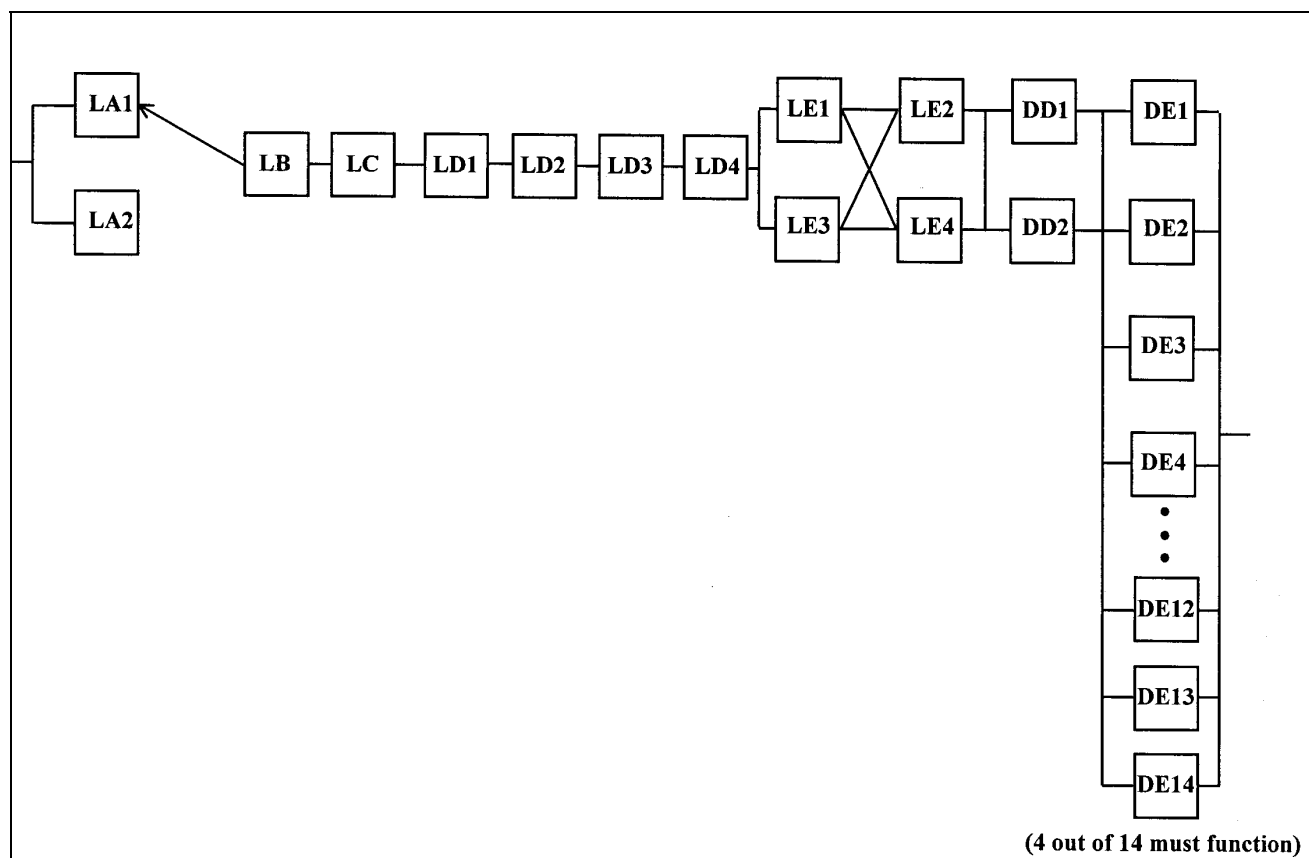 LA1
LA2
LB
LC
LD1
LD2
LD3
LD4
LE1
LE2
LE3
LE4
DD1
DD2
DE1
DE2
DE3
DE4
DE12
DE13
DE14
(4 out of 14 must function)